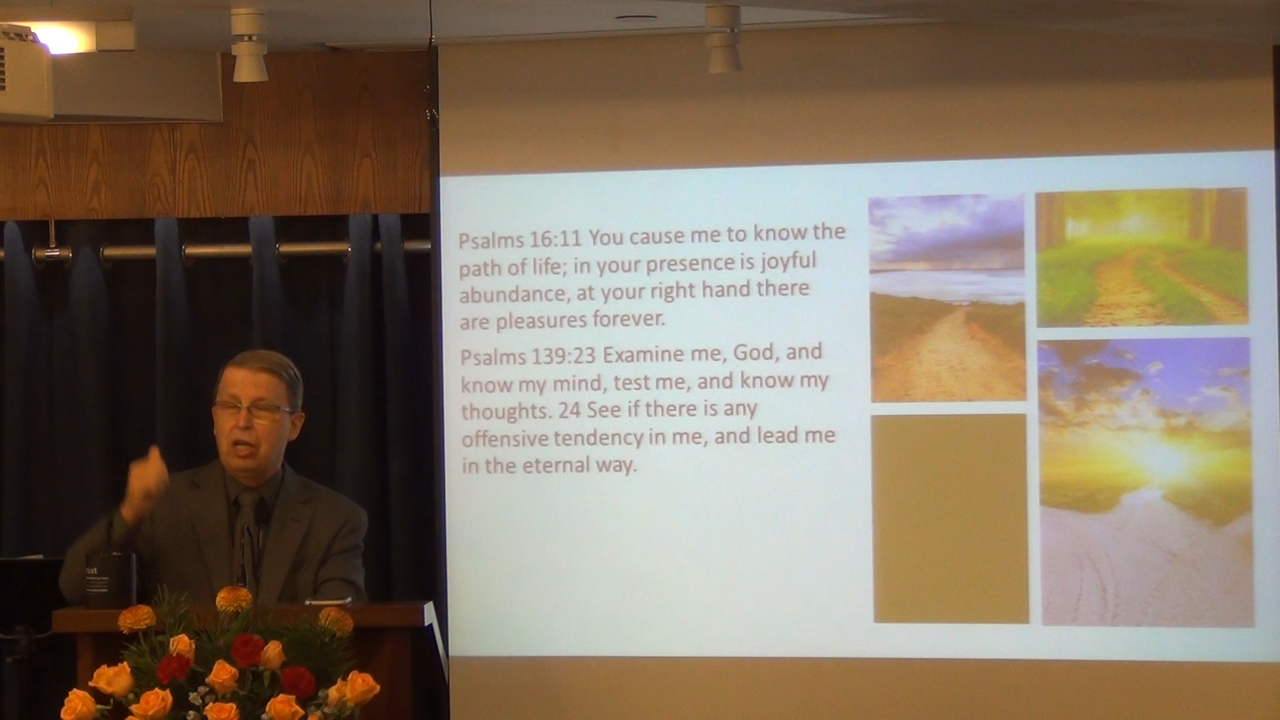 Psalms 16:11 You cause me to know the
path of life; in your presence is joyful
abundance, at your right hand there
are pleasures forever.
Psalms 139:23 Examine me, God, and
know my mind, test me, and know my
thoughts. 24 See if there is any
offensive tendency in me, and lead me
in the eternal way.